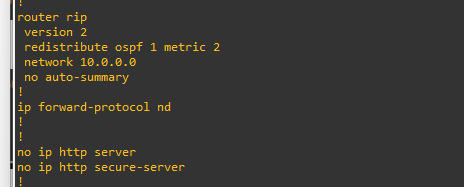 !
router rip
 version 2
 redistribute ospf 1 metric 2
 network 10.0.0.0
 no auto-summary
!
ip forward-protocol nd
!
!
no ip http server
no ip http secure-server
!